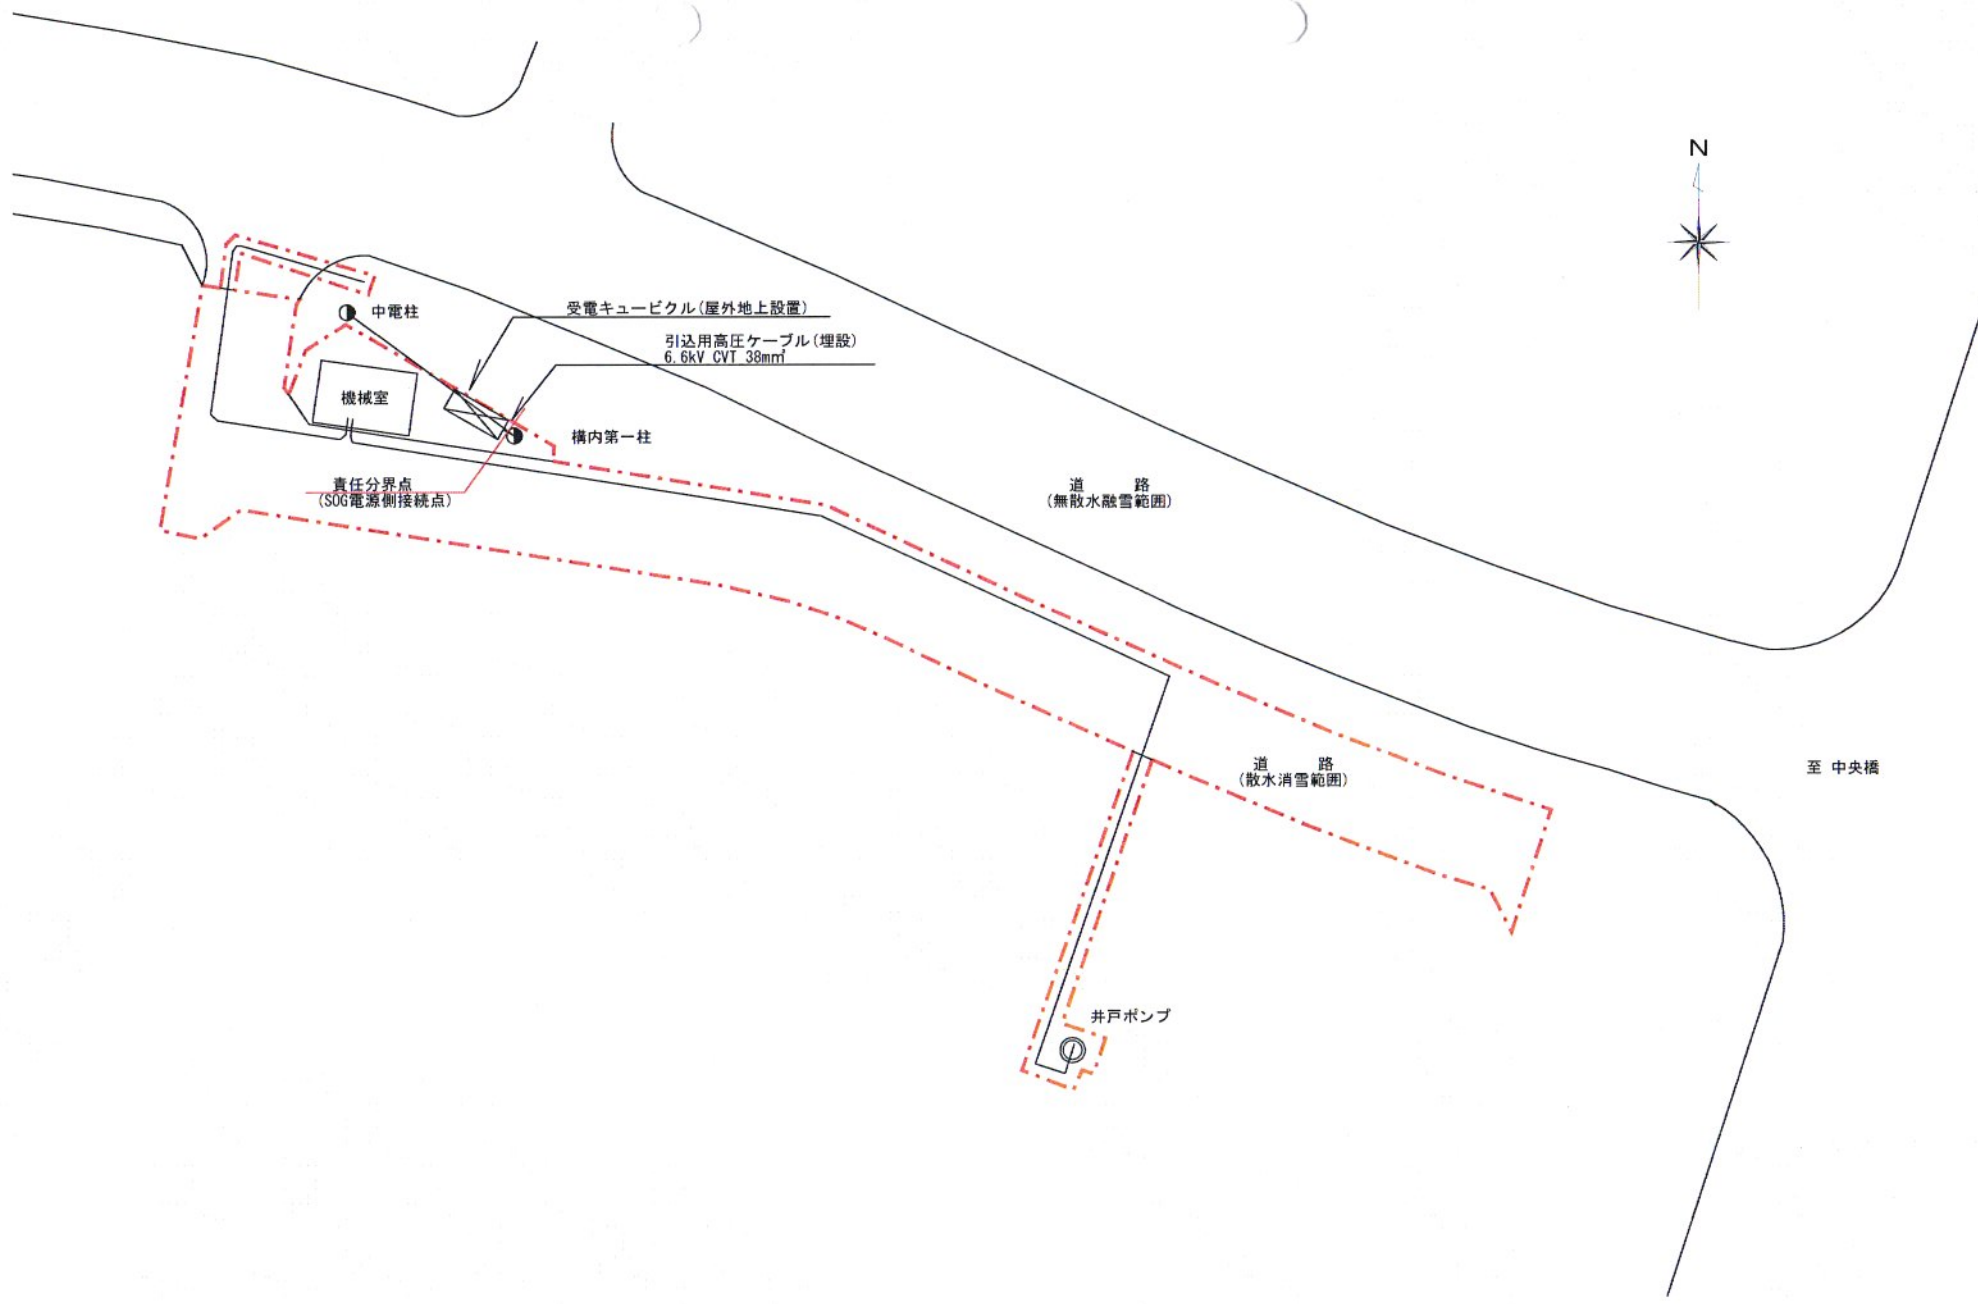 N
中電柱
受電キュービクル(屋外地上設置)
引込用高圧ケーブル(埋設)
6.6kV CVT 38mm²
機械室
構内第一柱
責任分界点
(SOG電源側接続点)
道 路
(無散水融雪範囲)
道 路
(散水消雪範囲)
至 中央橋
井戸ポンプ